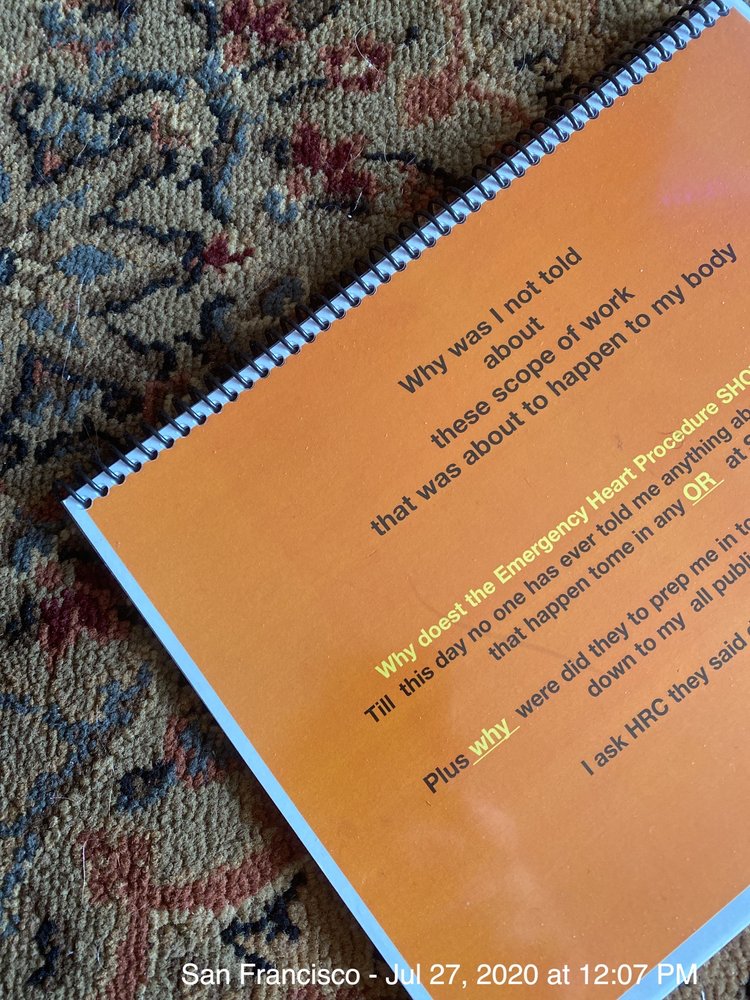 Why was I not told
about
these scope of work
that was about to happen to my body
Why doest the Emergency Heart Procedure
Till this day no one has ever told me anything
that happen tome in any OR at
Plus why were did they to prep me in
down to my all
I ask HRC they said
San Francisco - Jul 27, 2020 at 12:07 PM